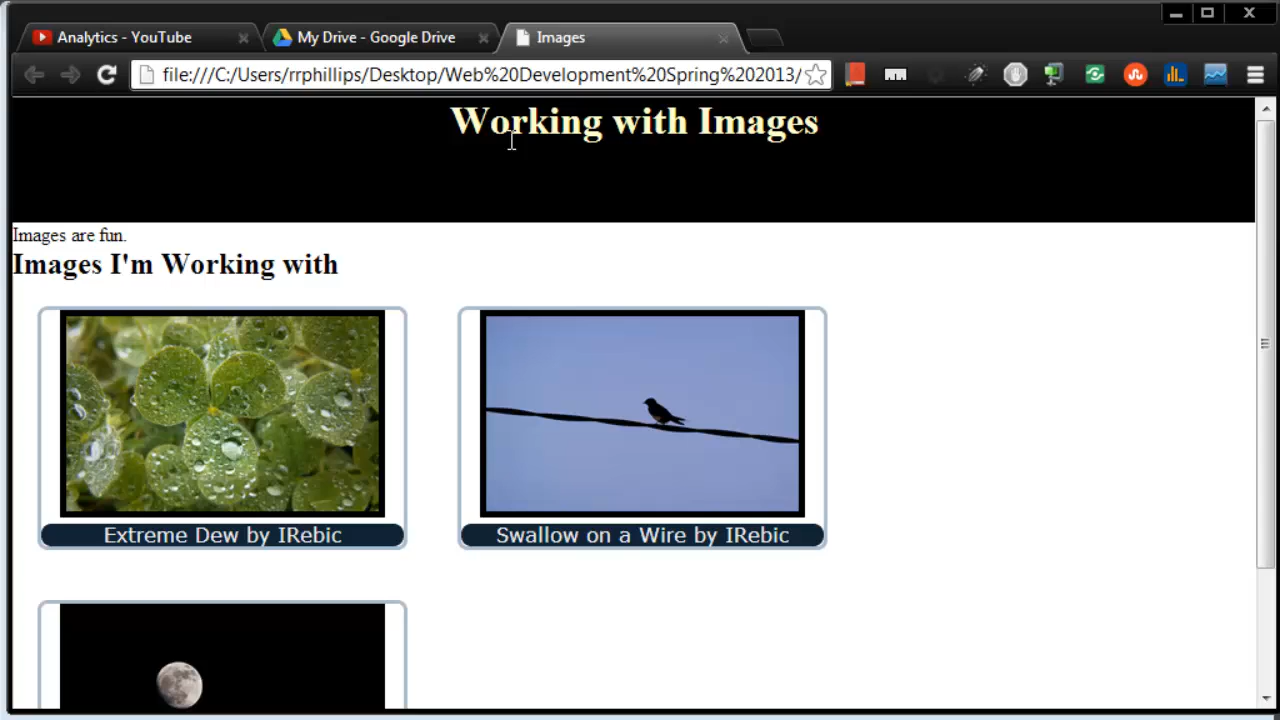 Analytics - YouTube
My Drive - Google Drive
Images
file:///C:/Users/rrphillips/Desktop/Web%20Development%20Spring%202013/
Working with Images
Images are fun.
Images I'm Working with
Extreme Dew by IRebic
Swallow on a Wire by IRebic